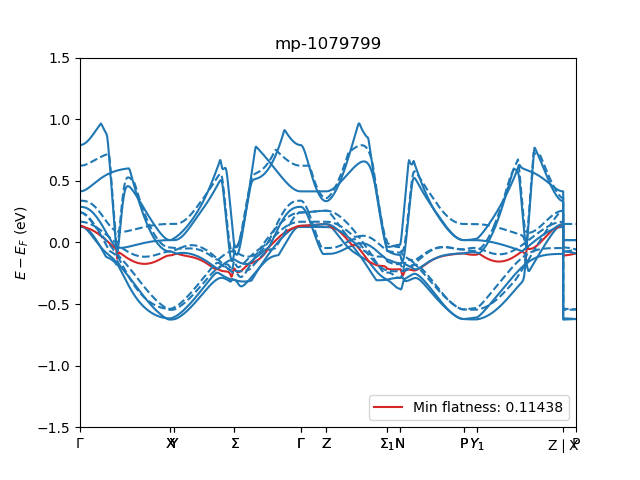 mp-1079799
E − E_F (eV)
1.5
1.0
0.5
0.0
−0.5
−1.0
−1.5
Min flatness: 0.11438
Γ X Y Σ Γ Z Σ₁ N P Y₁ Z | X P